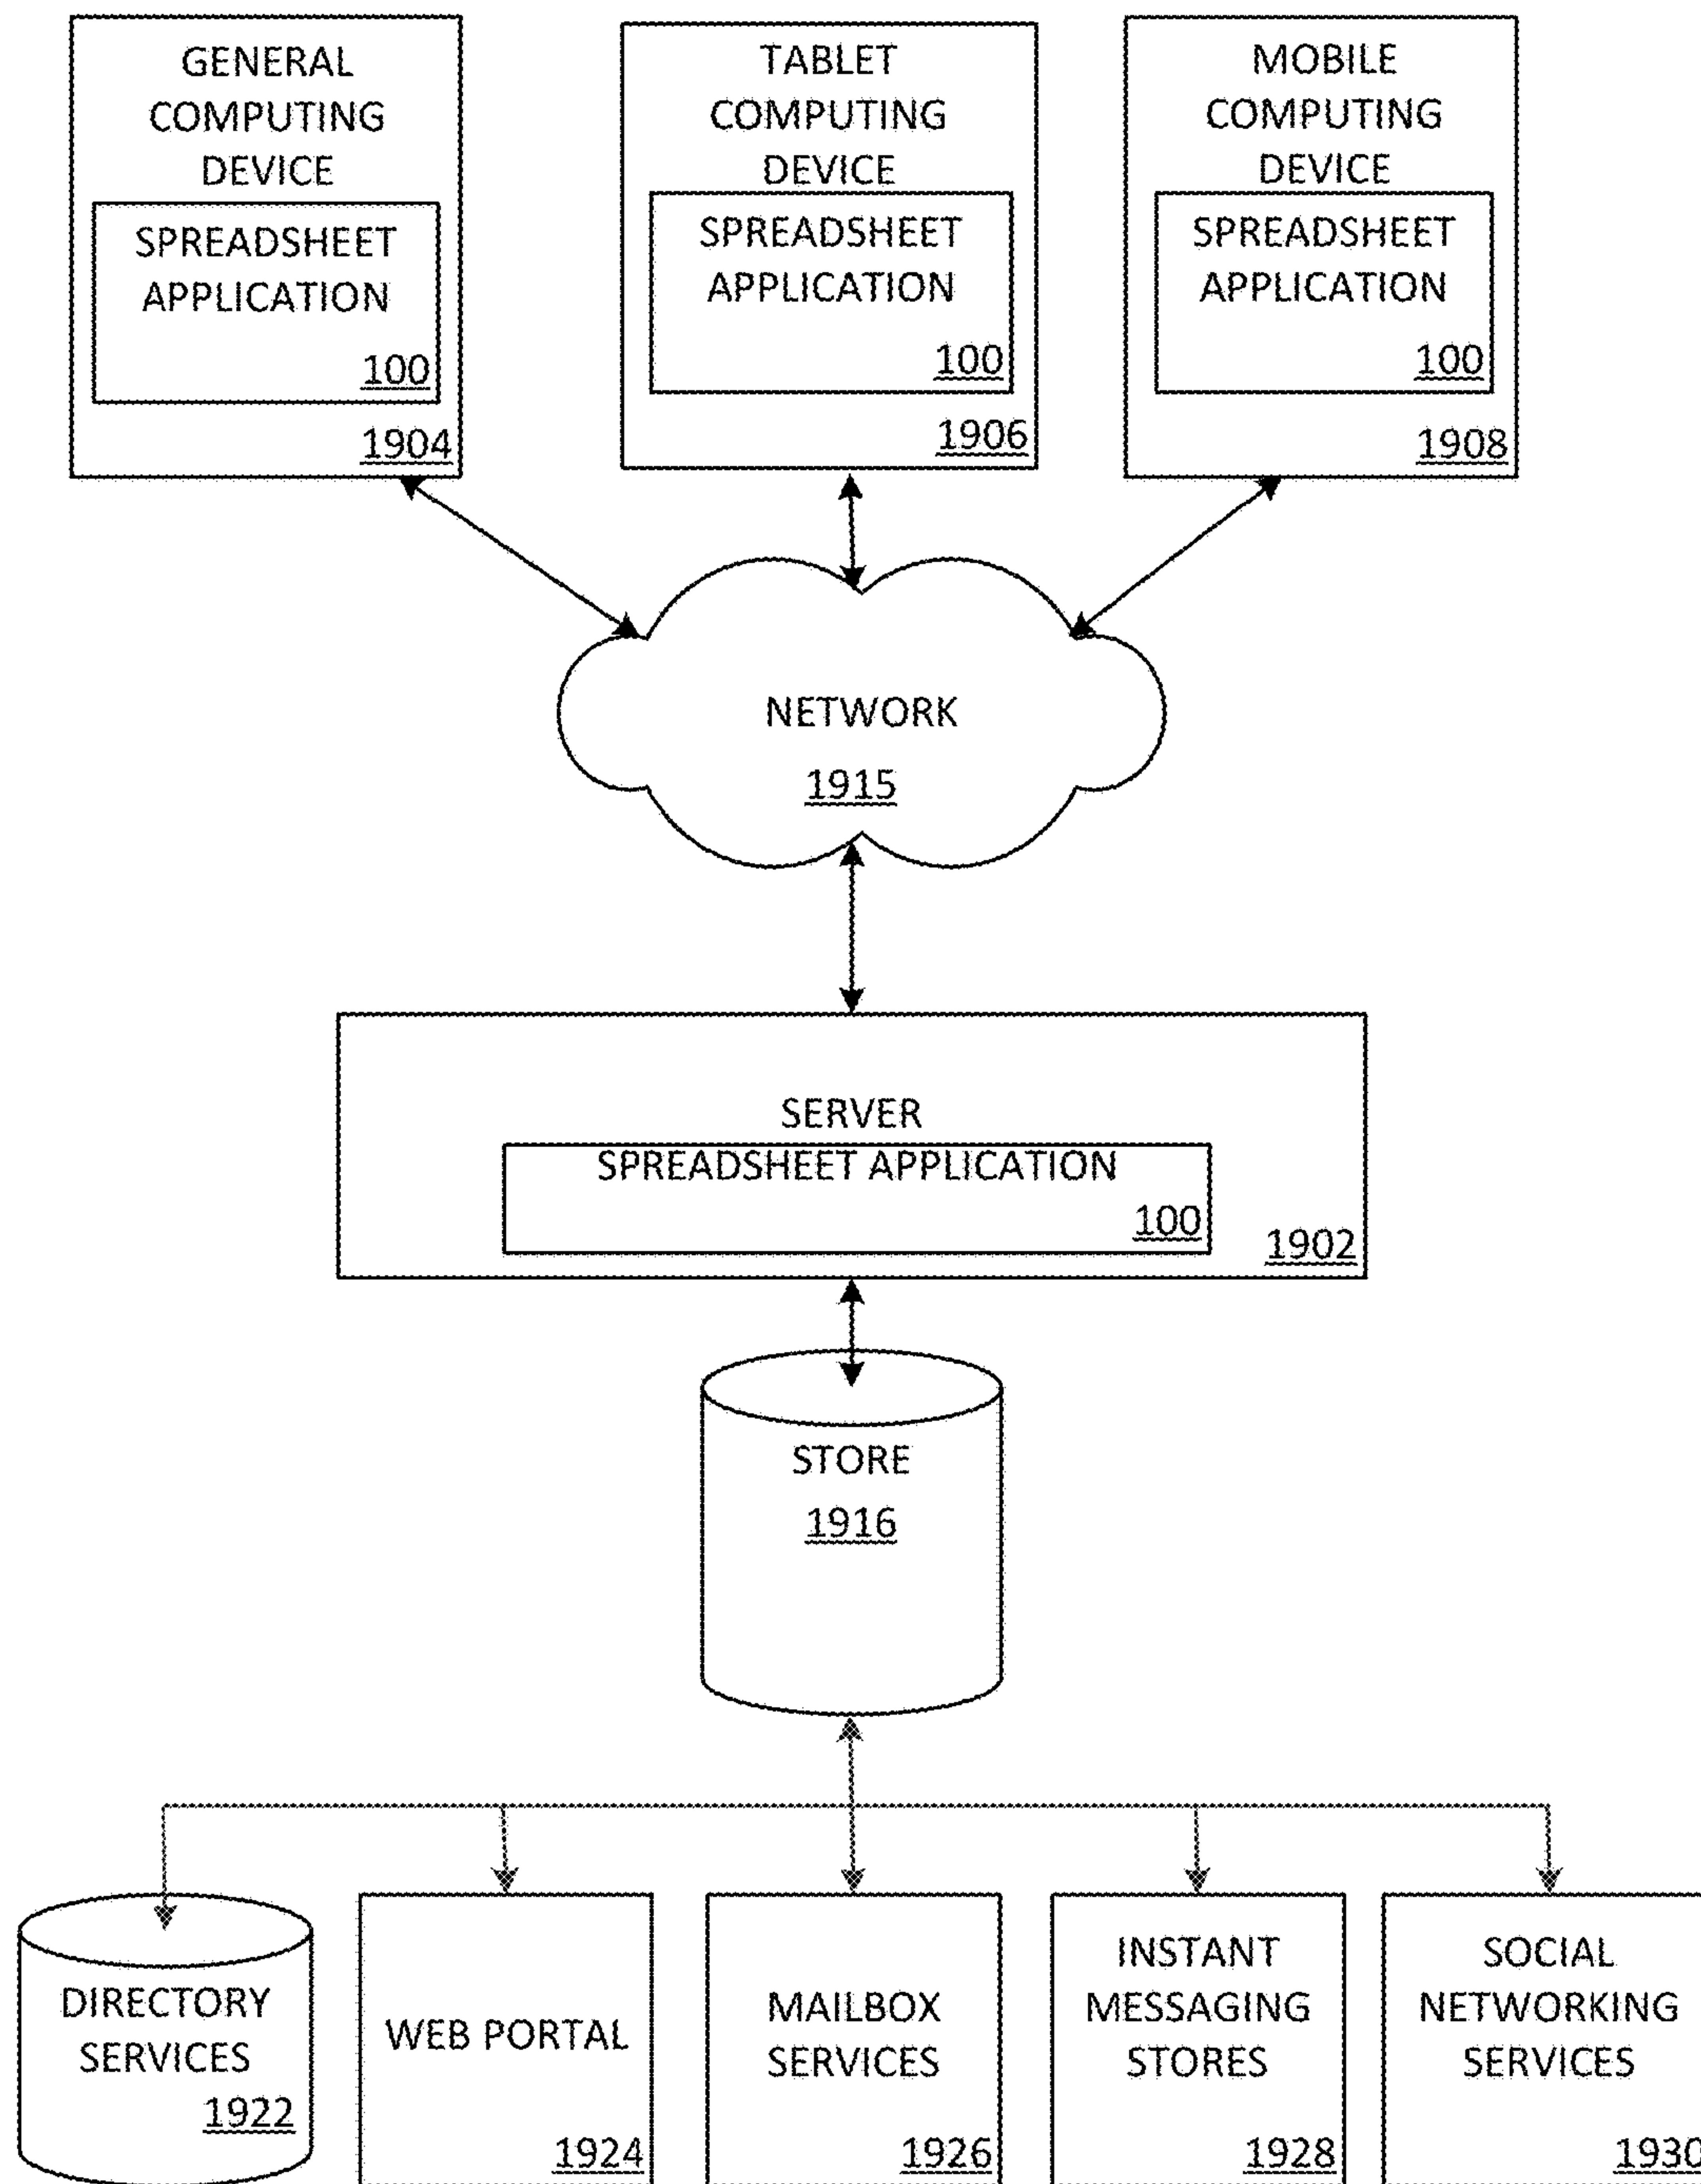 GENERAL
COMPUTING
DEVICE
SPREADSHEET
APPLICATION
100
1904
TABLET
COMPUTING
DEVICE
SPREADSHEET
APPLICATION
100
1906
MOBILE
COMPUTING
DEVICE
SPREADSHEET
APPLICATION
100
1908
NETWORK
1915
SERVER
SPREADSHEET APPLICATION
100
1902
STORE
1916
DIRECTORY
SERVICES
1922
WEB PORTAL
1924
MAILBOX
SERVICES
1926
INSTANT
MESSAGING
STORES
1928
SOCIAL
NETWORKING
SERVICES
1930